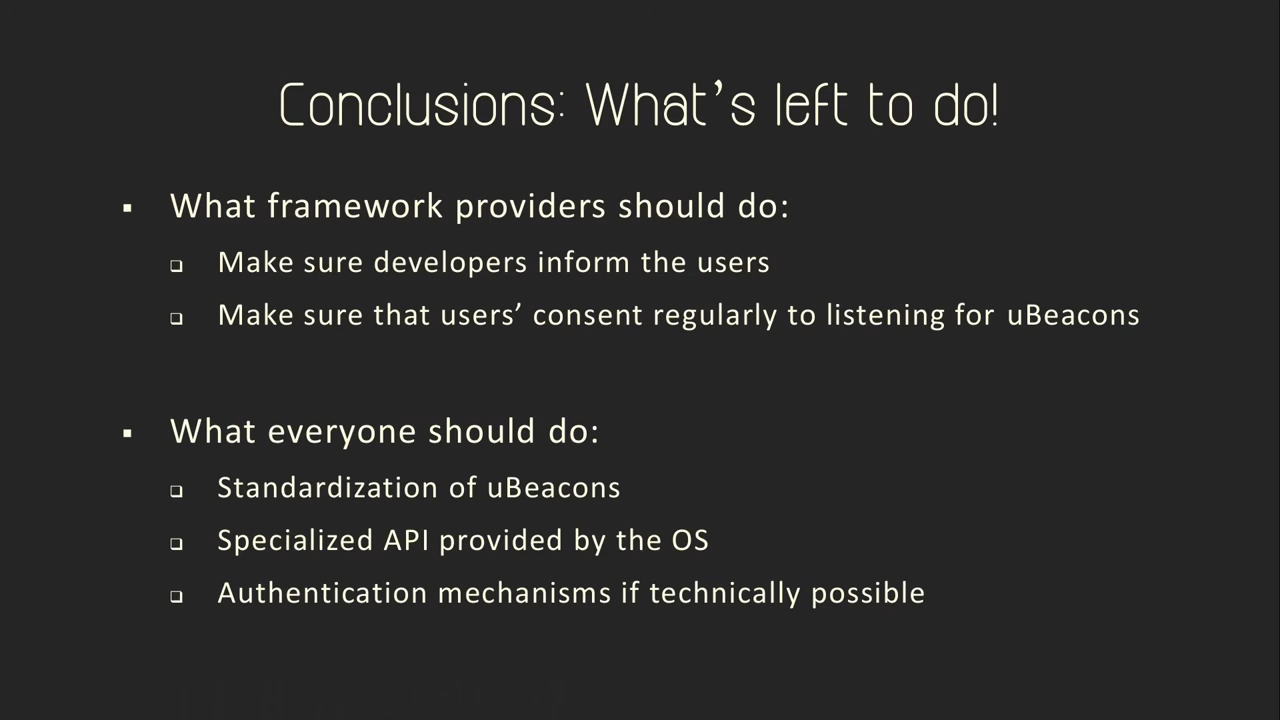 Conclusions: What's left to do!
▪ What framework providers should do:
❑ Make sure developers inform the users
❑ Make sure that users’ consent regularly to listening for uBeacons
▪ What everyone should do:
❑ Standardization of uBeacons
❑ Specialized API provided by the OS
❑ Authentication mechanisms if technically possible